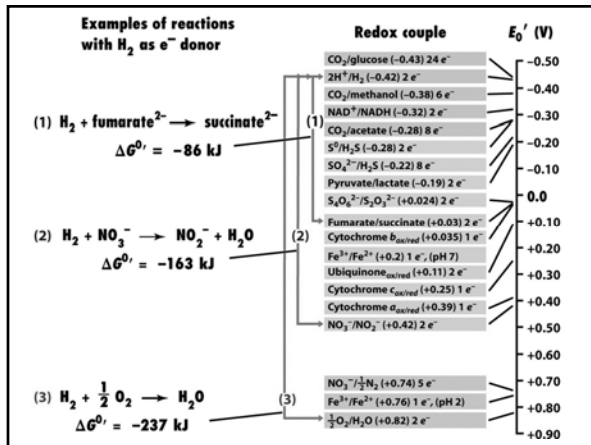 Examples of reactions
with H₂ as e⁻ donor
Redox couple
E₀′ (V)
(1) H₂ + fumarate²⁻ → succinate²⁻
ΔG⁰′ = −86 kJ
(2) H₂ + NO₃⁻ → NO₂⁻ + H₂O
ΔG⁰′ = −163 kJ
(3) H₂ + ½ O₂ → H₂O
ΔG⁰′ = −237 kJ
(1)
(2)
(3)
CO₂/glucose (−0.43) 24 e⁻
2H⁺/H₂ (−0.42) 2 e⁻
CO₂/methanol (−0.38) 6 e⁻
NAD⁺/NADH (−0.32) 2 e⁻
CO₂/acetate (−0.28) 8 e⁻
S⁰/H₂S (−0.28) 2 e⁻
SO₄²⁻/H₂S (−0.22) 8 e⁻
Pyruvate/lactate (−0.19) 2 e⁻
S₄O₆²⁻/S₂O₃²⁻ (+0.024) 2 e⁻
Fumarate/succinate (+0.03) 2 e⁻
Cytochrome b ox/red (+0.035) 1 e⁻
Fe³⁺/Fe²⁺ (+0.2) 1 e⁻, (pH 7)
Ubiquinone ox/red (+0.11) 2 e⁻
Cytochrome c ox/red (+0.25) 1 e⁻
Cytochrome a ox/red (+0.39) 1 e⁻
NO₃⁻/NO₂⁻ (+0.42) 2 e⁻
NO₃⁻/½N₂ (+0.74) 5 e⁻
Fe³⁺/Fe²⁺ (+0.76) 1 e⁻, (pH 2)
½O₂/H₂O (+0.82) 2 e⁻
−0.50
−0.40
−0.30
−0.20
−0.10
0.0
+0.10
+0.20
+0.30
+0.40
+0.50
+0.60
+0.70
+0.80
+0.90